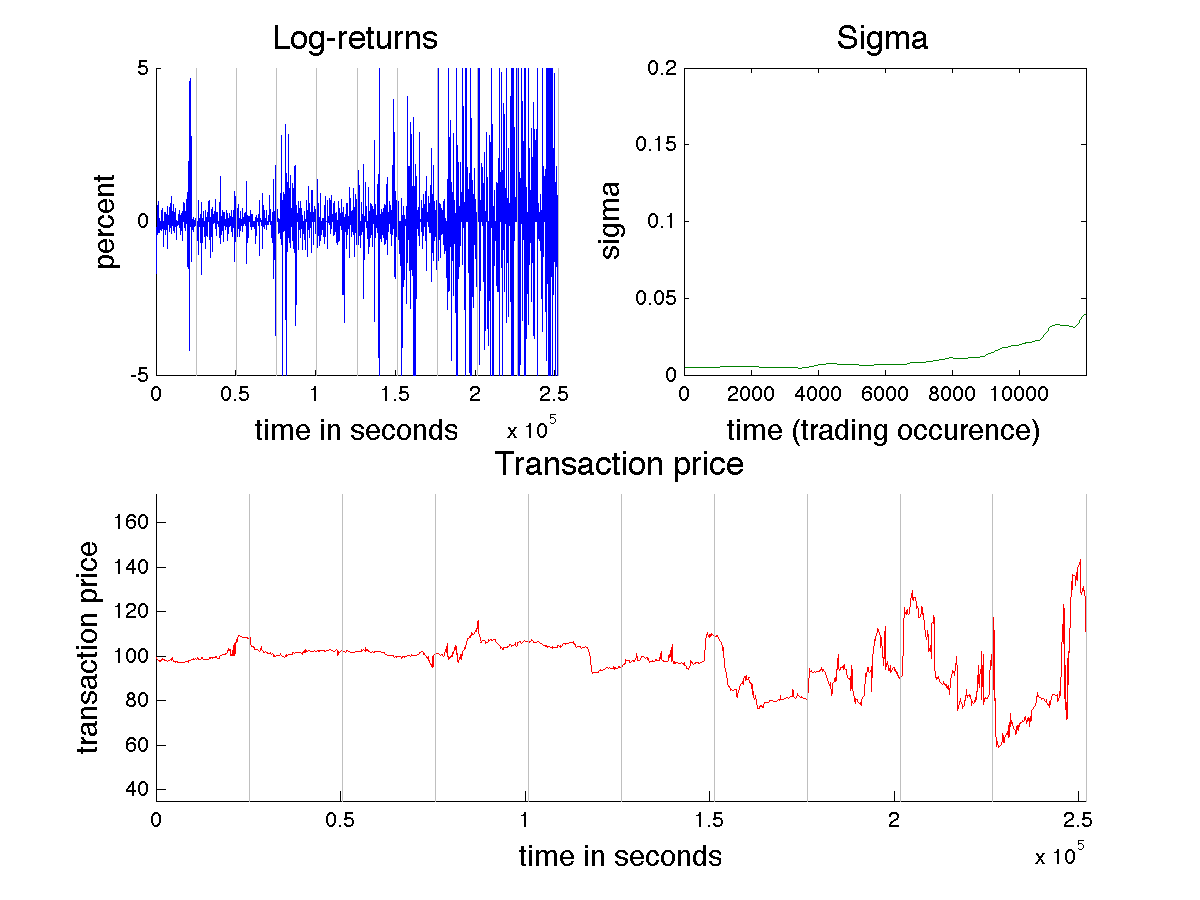 Log-returns
5
0
-5
percent
0 0.5 1 1.5 2 2.5
x 10^5
time in seconds
Sigma
0.2
0.15
0.1
0.05
0
sigma
0 2000 4000 6000 8000 10000
time (trading occurence)
Transaction price
160
140
120
100
80
60
40
transaction price
0 0.5 1 1.5 2 2.5
x 10^5
time in seconds